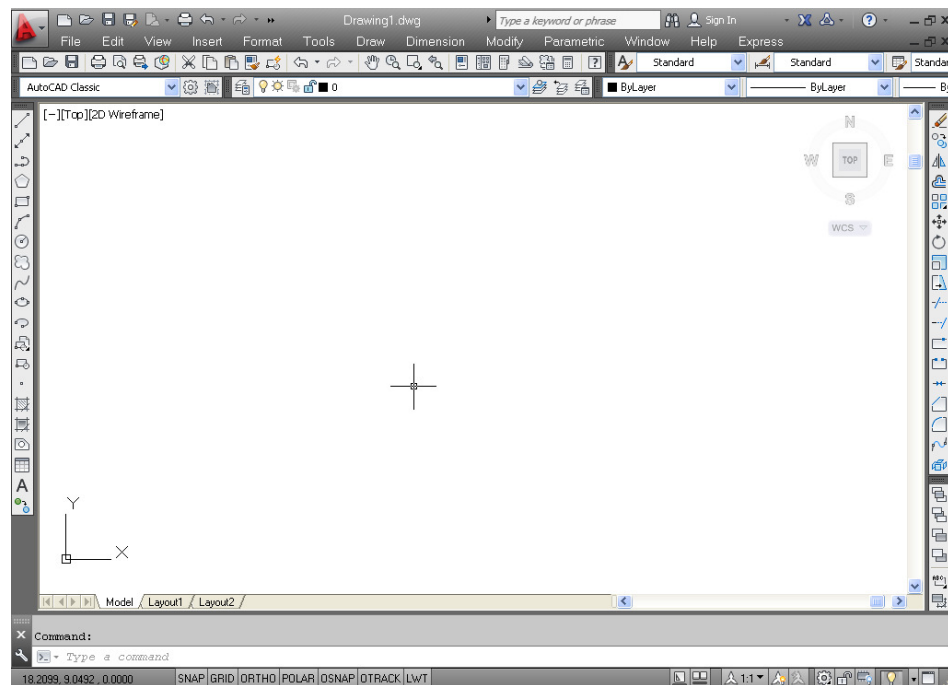 Drawing1.dwg Type a keyword or phrase Sign In
File Edit View Insert Format Tools Draw Dimension Modify Parametric Window Help Express
Standard Standard Standar
AutoCAD Classic 0 ByLayer ByLayer B
[-][Top][2D Wireframe]
N
W TOP E
S
WCS
A
Y
X
Model Layout1 Layout2
Command:
Type a command
18.2099, 9.0492 , 0.0000 SNAP GRID ORTHO POLAR OSNAP OTRACK LWT 1:1